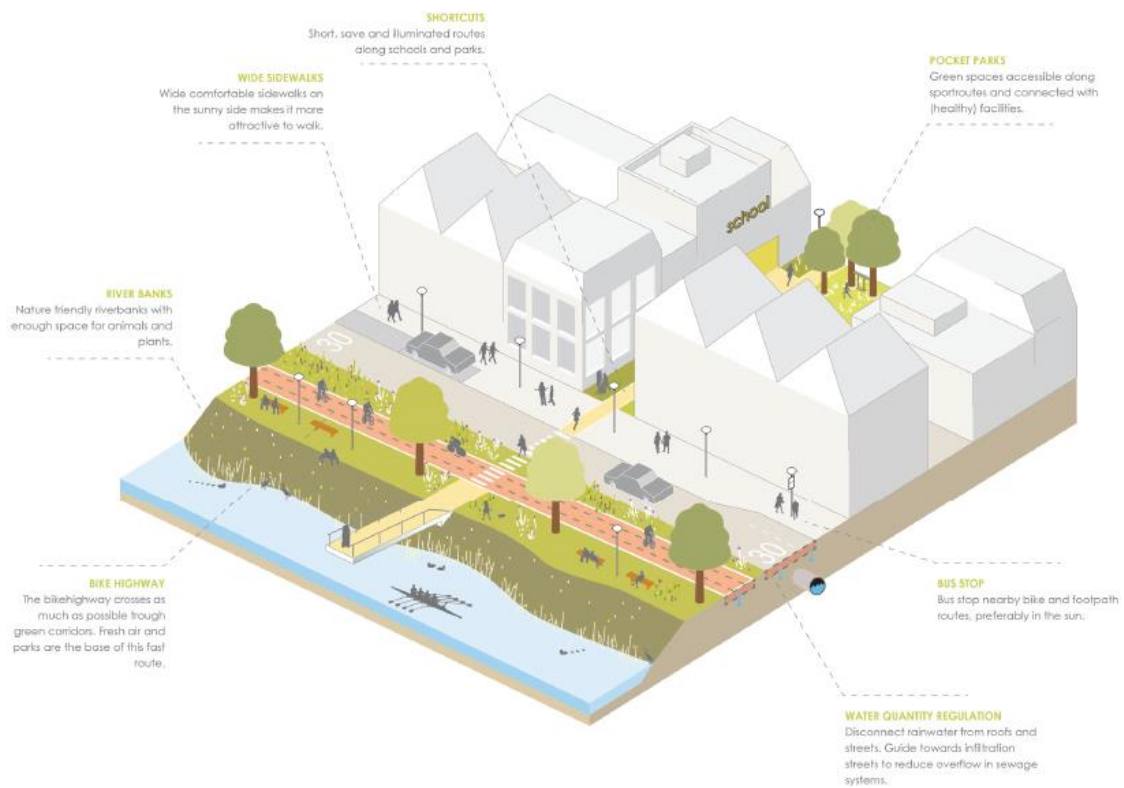 SHORTCUTS
Short, save and illuminated routes
along schools and parks.
WIDE SIDEWALKS
Wide comfortable sidewalks on
the sunny side makes it more
attractive to walk.
POCKET PARKS
Green spaces accessible along
sportroutes and connected with
(healthy) facilities.
school
RIVER BANKS
Nature friendly riverbanks with
enough space for animals and
plants.
30
30
BIKE HIGHWAY
The bikehighway crosses as
much as possible trough
green corridors. Fresh air and
parks are the base of this fast
route.
BUS STOP
Bus stop nearby bike and footpath
routes, preferably in the sun.
WATER QUANTITY REGULATION
Disconnect rainwater from roofs and
streets. Guide towards infiltration
streets to reduce overflow in sewage
systems.